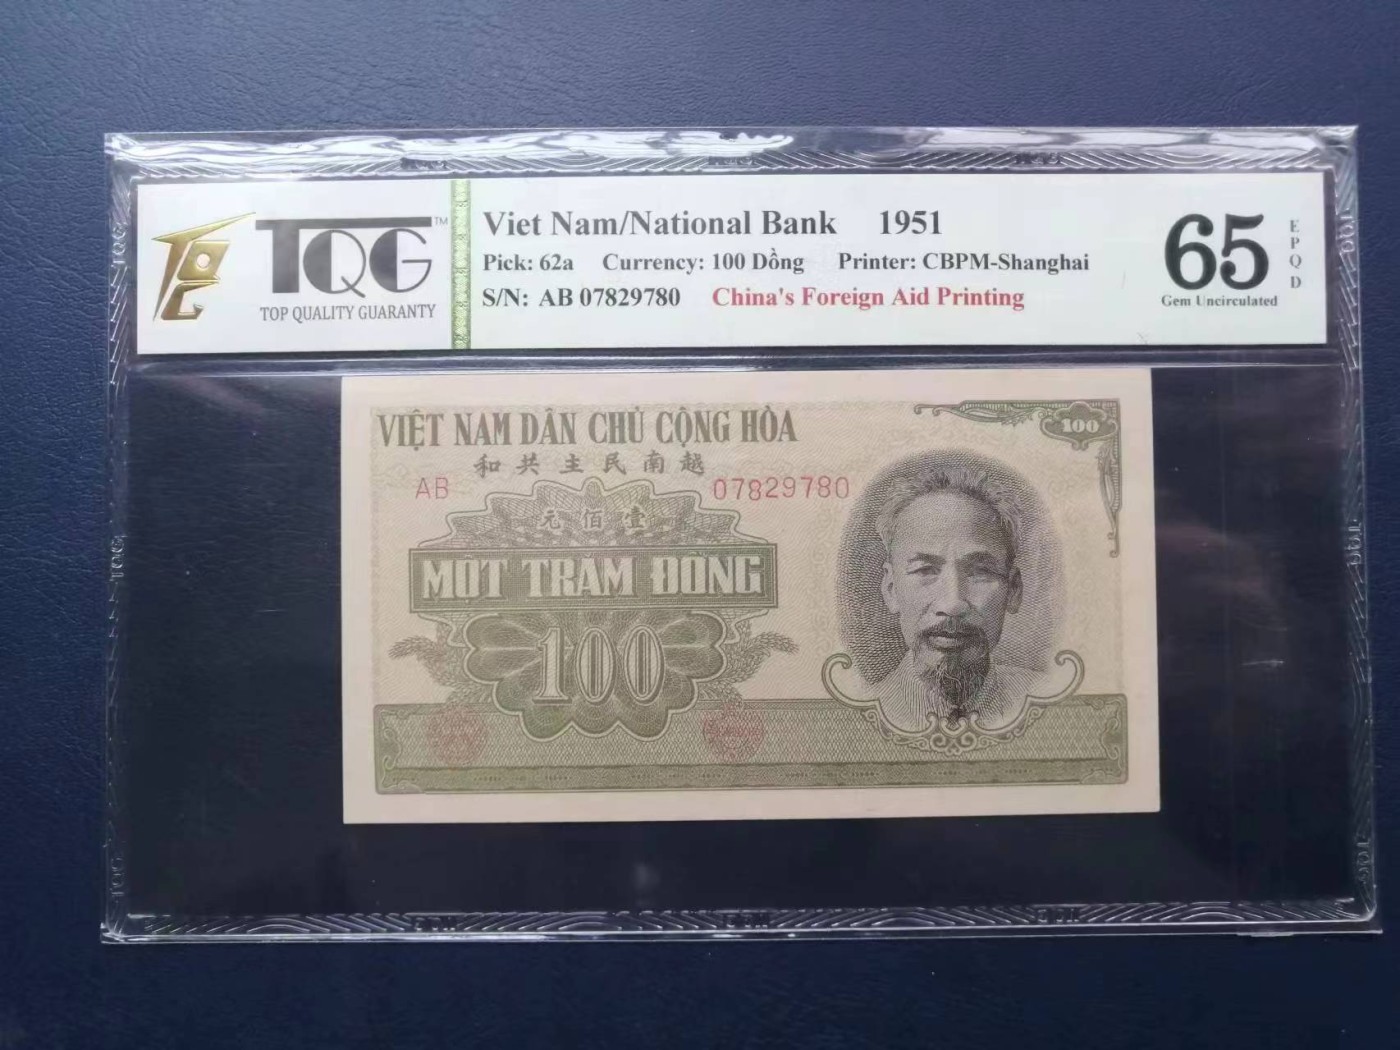 TQG™
TOP QUALITY GUARANTY
Viet Nam/National Bank 1951
Pick: 62a Currency: 100 Dồng Printer: CBPM-Shanghai
S/N: AB 07829780 China's Foreign Aid Printing
65
EPQD
Gem Uncirculated
VIỆT NAM DÂN CHỦ CỘNG HÒA
和共主民南越
AB 07829780
100
元佰壹
MỘT TRĂM ĐỒNG
100